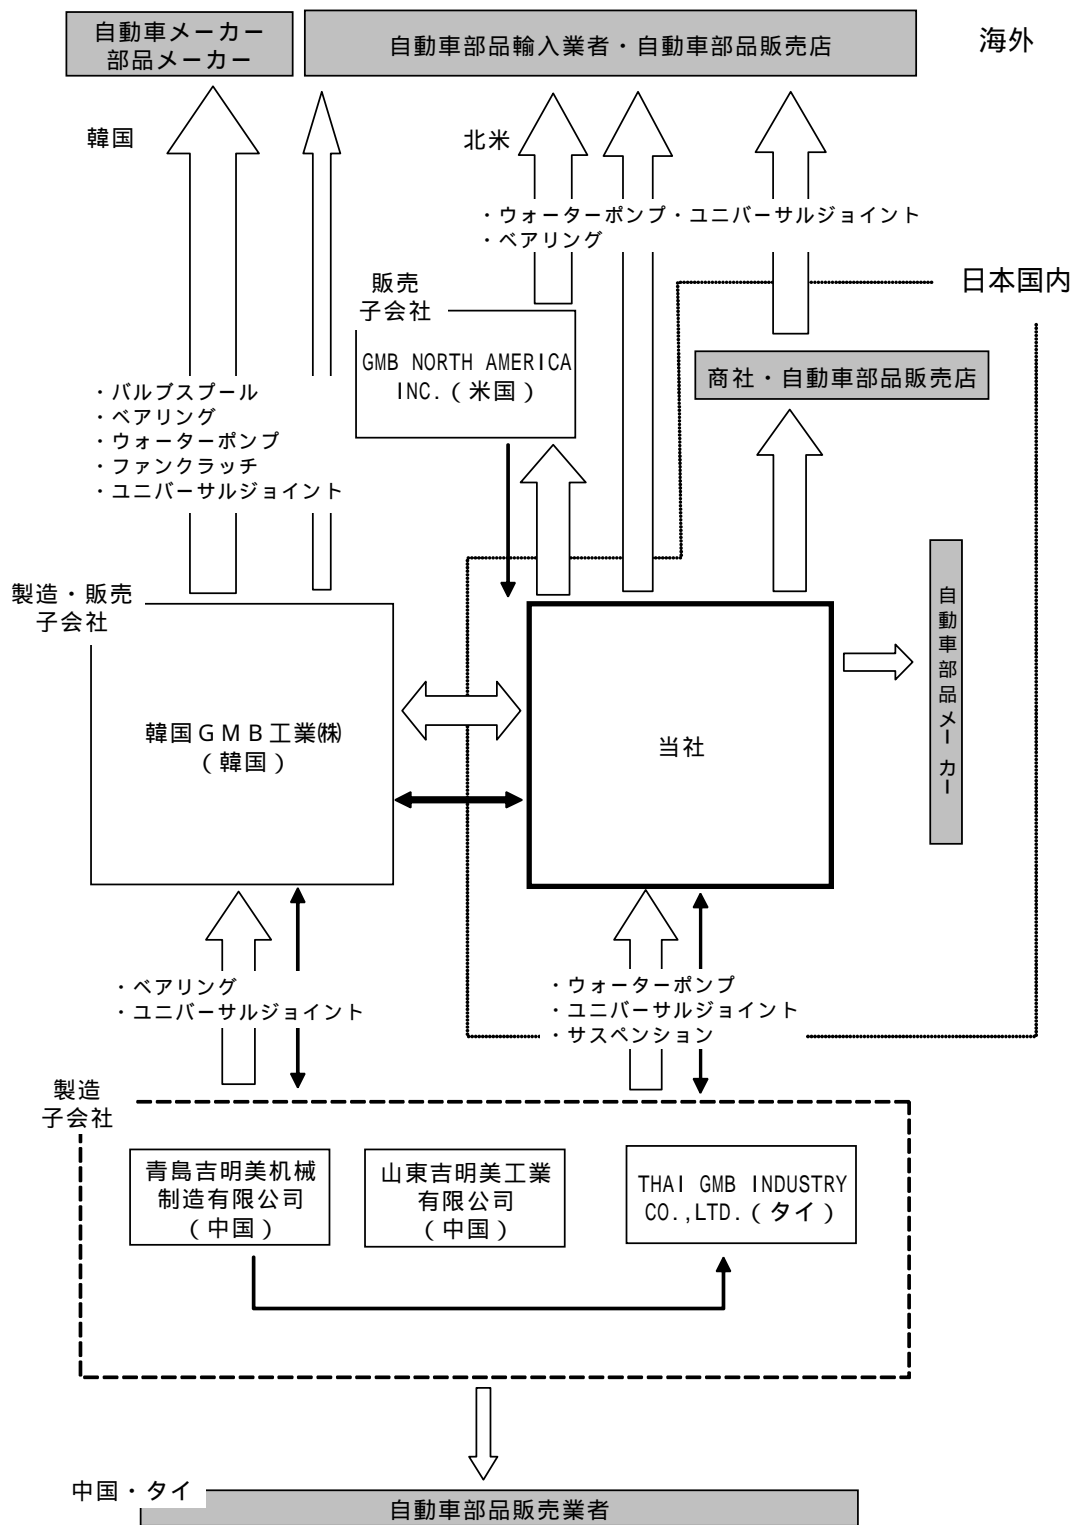 自動車メーカー
部品メーカー
自動車部品輸入業者・自動車部品販売店
海外
韓国
北米
・ウォーターポンプ・ユニバーサルジョイント
・ベアリング
日本国内
販売
子会社
GMB NORTH AMERICA
INC.(米国)
商社・自動車部品販売店
・バルブスプール
・ベアリング
・ウォーターポンプ
・ファンクラッチ
・ユニバーサルジョイント
製造・販売
子会社
自動車部品メーカー
韓国GMB工業㈱
(韓国)
当社
・ベアリング
・ユニバーサルジョイント
・ウォーターポンプ
・ユニバーサルジョイント
・サスペンション
製造
子会社
青島吉明美机械
制造有限公司
(中国)
山東吉明美工業
有限公司
(中国)
THAI GMB INDUSTRY
CO.,LTD.(タイ)
中国・タイ
自動車部品販売業者